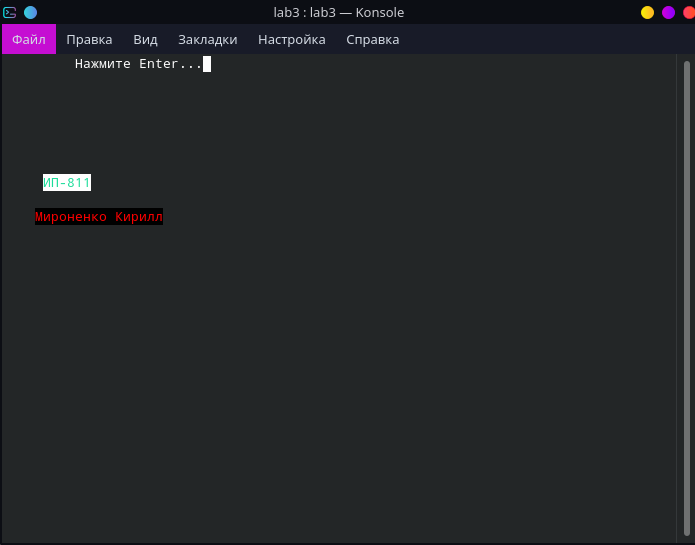 lab3 : lab3 — Konsole
Файл Правка Вид Закладки Настройка Справка
Нажмите Enter...
ИП-811
Мироненко Кирилл